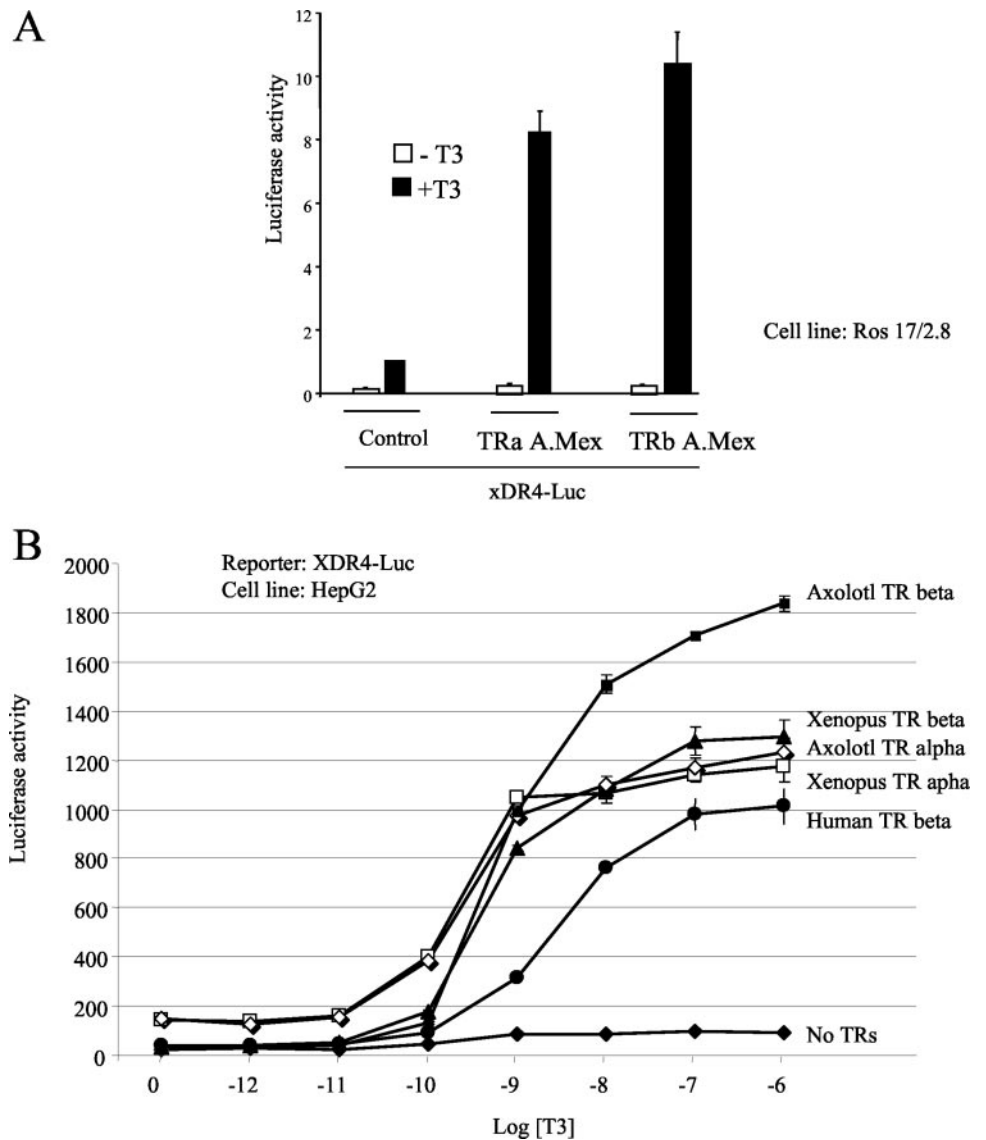 A
12
10
8
6
4
2
0
Luciferase activity
- T3
+T3
Cell line: Ros 17/2.8
Control
TRa A.Mex
TRb A.Mex
xDR4-Luc
B
Reporter: XDR4-Luc
Cell line: HepG2
2000
1800
1600
1400
1200
1000
800
600
400
200
0
Luciferase activity
Axolotl TR beta
Xenopus TR beta
Axolotl TR alpha
Xenopus TR apha
Human TR beta
No TRs
0 -12 -11 -10 -9 -8 -7 -6
Log [T3]